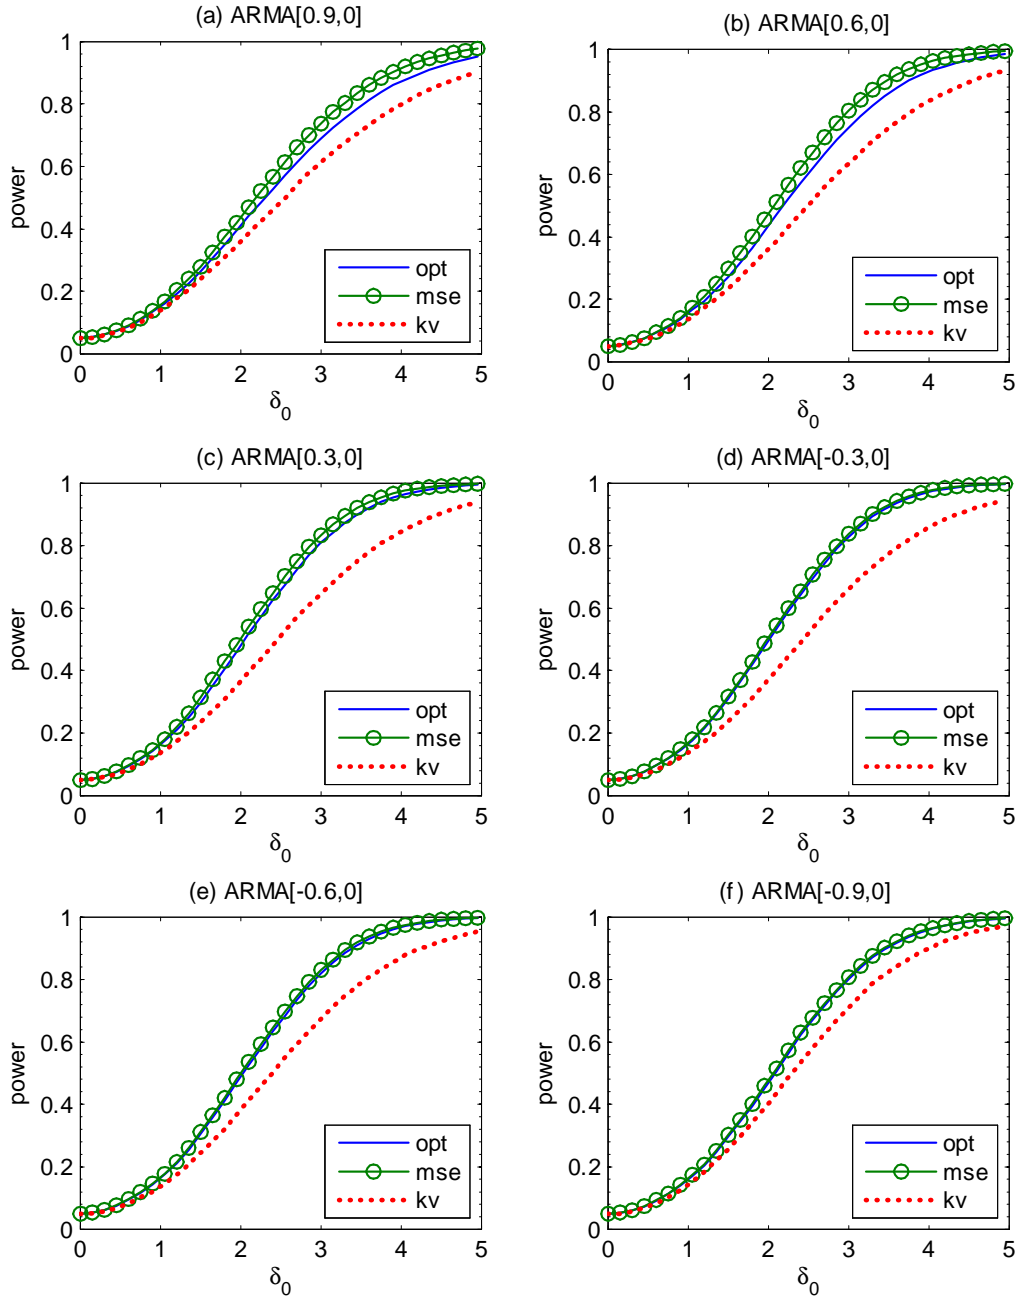 (a) ARMA[0.9,0]
1
0.8
0.6
0.4
0.2
0
power
opt
mse
kv
0 1 2 3 4 5
δ0
(b) ARMA[0.6,0]
1
0.8
0.6
0.4
0.2
0
power
opt
mse
kv
0 1 2 3 4 5
δ0
(c) ARMA[0.3,0]
1
0.8
0.6
0.4
0.2
0
power
opt
mse
kv
0 1 2 3 4 5
δ0
(d) ARMA[-0.3,0]
1
0.8
0.6
0.4
0.2
0
power
opt
mse
kv
0 1 2 3 4 5
δ0
(e) ARMA[-0.6,0]
1
0.8
0.6
0.4
0.2
0
power
opt
mse
kv
0 1 2 3 4 5
δ0
(f) ARMA[-0.9,0]
1
0.8
0.6
0.4
0.2
0
power
opt
mse
kv
0 1 2 3 4 5
δ0